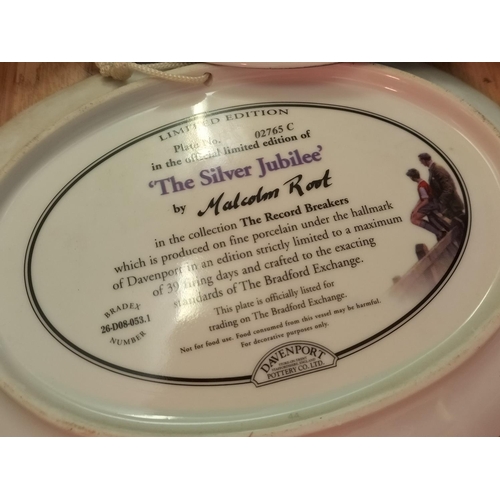 LIMITED EDITION
Plate No. 02765 C
in the official limited edition of
'The Silver Jubilee'
by Malcolm Root
in the collection The Record Breakers
which is produced on fine porcelain under the hallmark
of Davenport in an edition strictly limited to a maximum
of 39 firing days and crafted to the exacting
standards of The Bradford Exchange.
This plate is officially listed for
trading on The Bradford Exchange.
Not for food use. Food consumed from this vessel may be harmful.
For decorative purposes only.
BRADEX
26-D08-053.1
NUMBER
DAVENPORT
POTTERY CO. LTD.